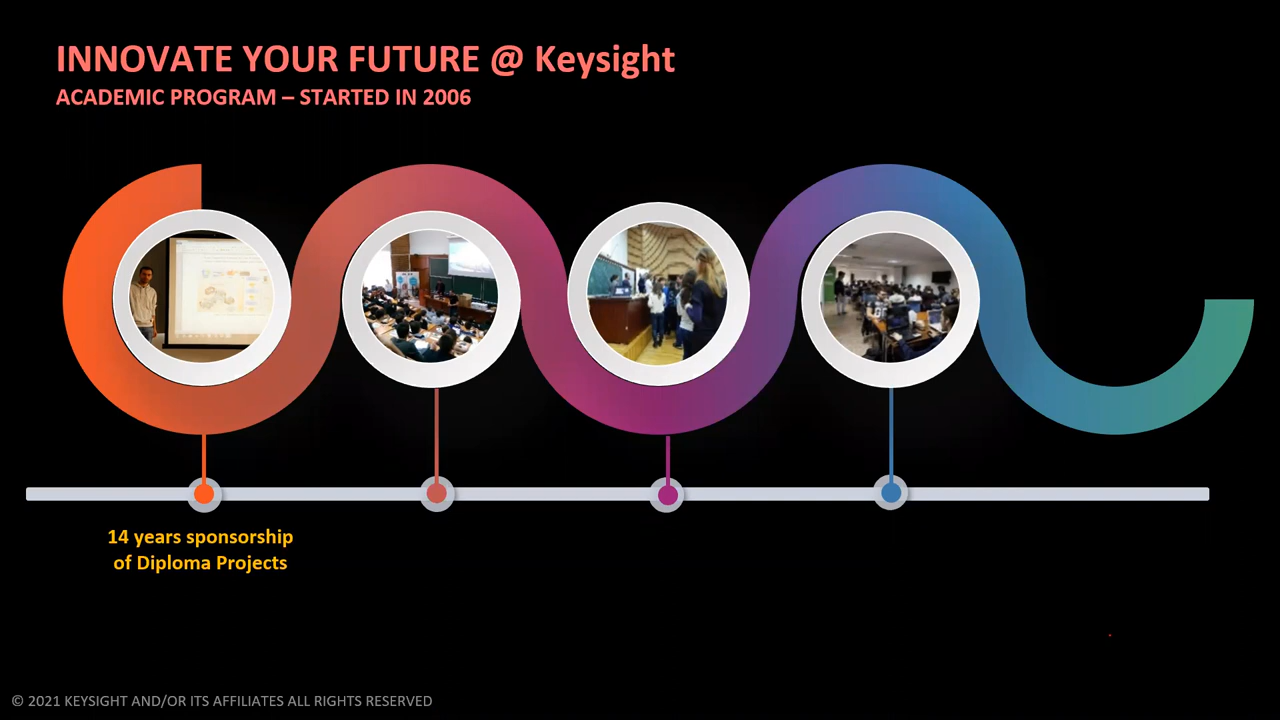 INNOVATE YOUR FUTURE @ Keysight
ACADEMIC PROGRAM – STARTED IN 2006
14 years sponsorship
of Diploma Projects
© 2021 KEYSIGHT AND/OR ITS AFFILIATES ALL RIGHTS RESERVED